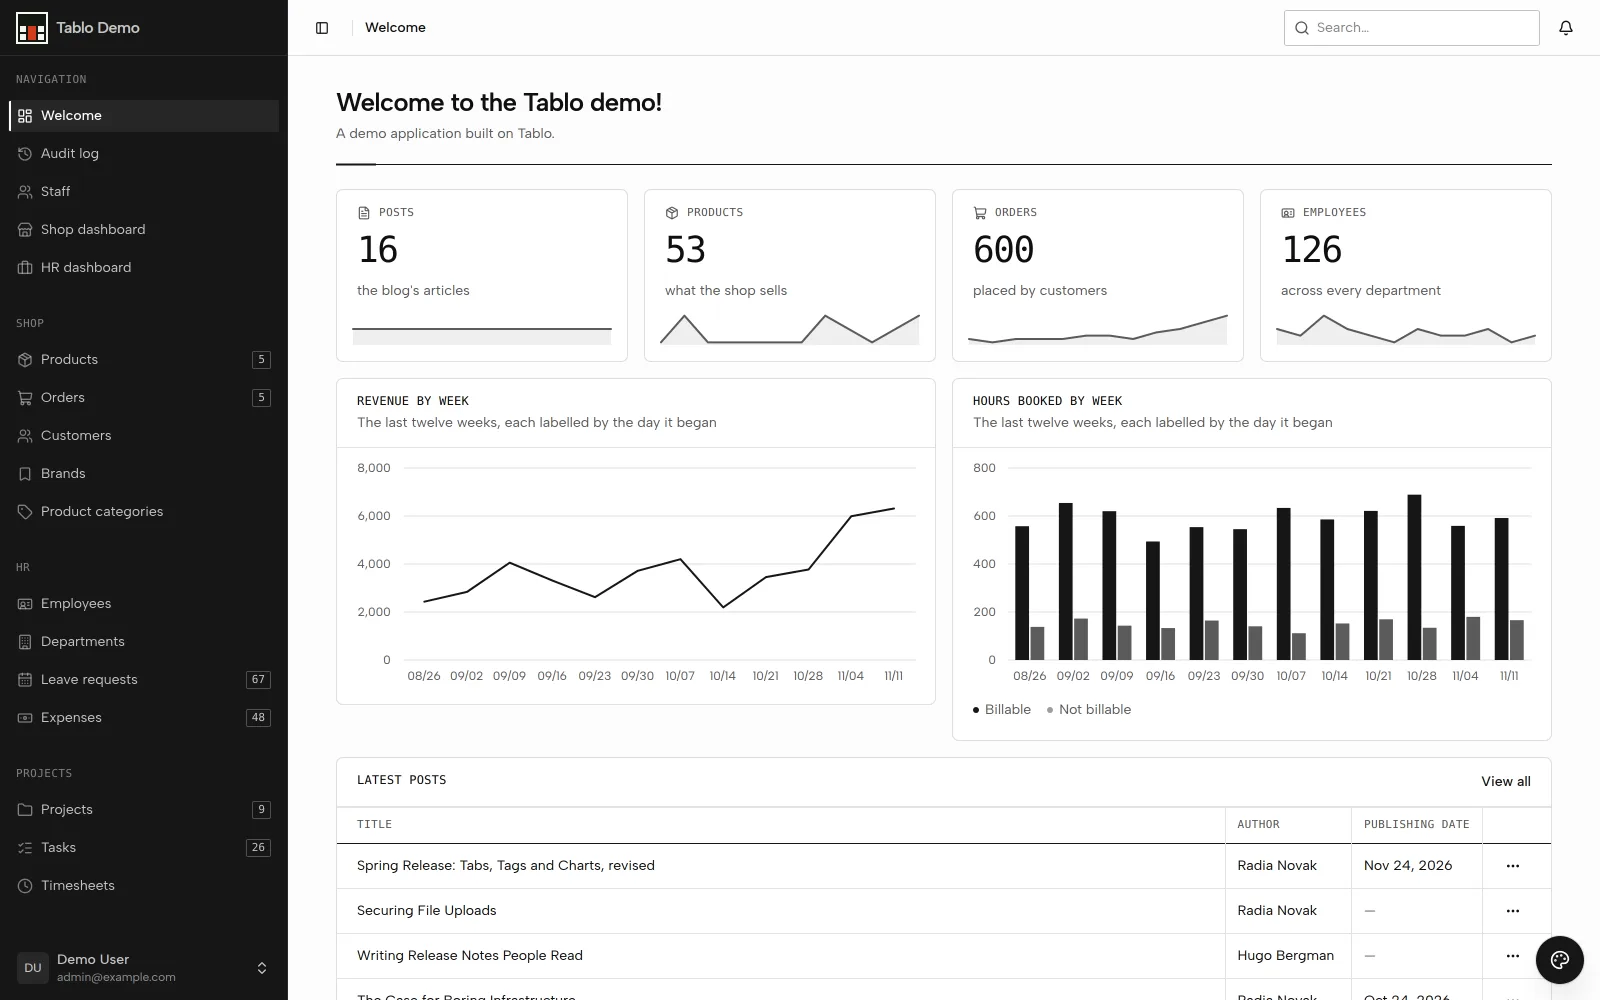 Tablo Demo
NAVIGATION
Welcome
Audit log
Staff
Shop dashboard
HR dashboard
SHOP
Products 5
Orders 5
Customers
Brands
Product categories
HR
Employees
Departments
Leave requests 67
Expenses 48
PROJECTS
Projects 9
Tasks 26
Timesheets
DU
Demo User
admin@example.com
Welcome
Search...
Welcome to the Tablo demo!
A demo application built on Tablo.
POSTS
16
the blog's articles
PRODUCTS
53
what the shop sells
ORDERS
600
placed by customers
EMPLOYEES
126
across every department
REVENUE BY WEEK
The last twelve weeks, each labelled by the day it began
8,000
6,000
4,000
2,000
0
08/26 09/02 09/09 09/16 09/23 09/30 10/07 10/14 10/21 10/28 11/04 11/11
HOURS BOOKED BY WEEK
The last twelve weeks, each labelled by the day it began
800
600
400
200
0
08/26 09/02 09/09 09/16 09/23 09/30 10/07 10/14 10/21 10/28 11/04 11/11
Billable Not billable
LATEST POSTS View all
TITLE AUTHOR PUBLISHING DATE
Spring Release: Tabs, Tags and Charts, revised Radia Novak Nov 24, 2026
Securing File Uploads Radia Novak —
Writing Release Notes People Read Hugo Bergman —
The Case for Boring Infrastructure Radia Novak Oct 24, 2026